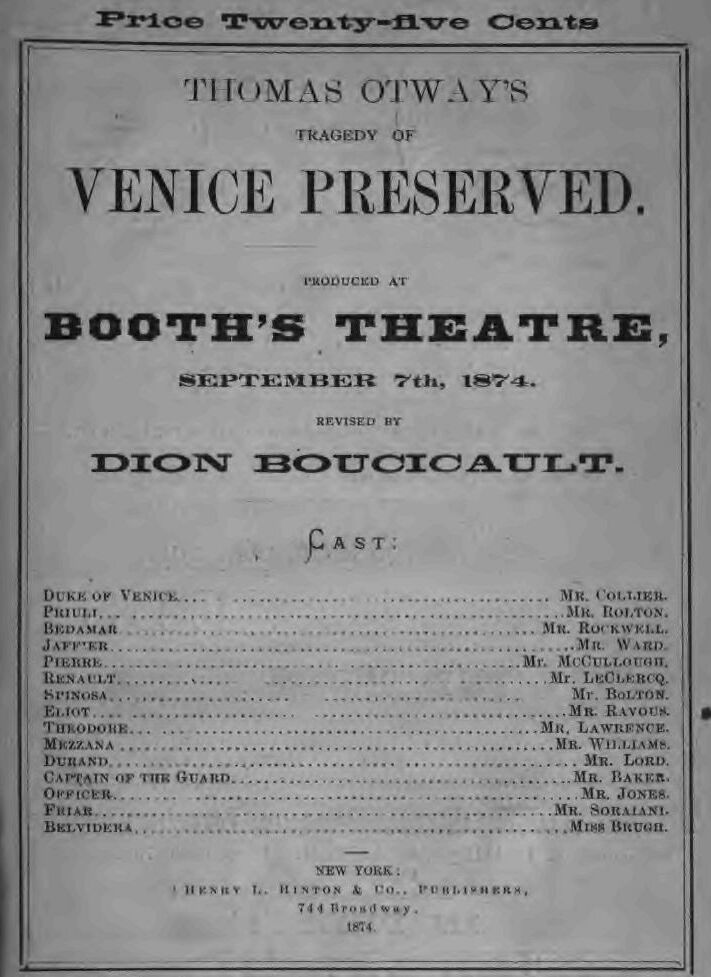 Price Twenty-five Cents
THOMAS OTWAY'S
TRAGEDY OF
VENICE PRESERVED.
PRODUCED AT
BOOTH'S THEATRE,
SEPTEMBER 7th, 1874.
REVISED BY
DION BOUCICAULT.
CAST:
DUKE OF VENICE.... MR. COLLIER.
PRIULI.... MR. ROLTON.
BEDAMAR.... MR. ROCKWELL.
JAFFIER.... MR. WARD.
PIERRE.... Mr. MCCULLOUGH.
RENAULT.... Mr. LECLERCQ.
SPINOSA.... Mr. BOLTON.
ELIOT.... MR. RAVOUS.
THEODORE.... MR. LAWRENCE.
MEZZANA.... MR. WILLIAMS.
DURAND.... MR. LORD.
CAPTAIN OF THE GUARD.... MR. BAKER.
OFFICER.... MR. JONES.
FRIAR.... MR. SORAIANI.
BELVIDERA.... MISS BRUGH.
NEW YORK:
HENRY L. HINTON & CO., PUBLISHERS,
744 Broadway.
1874.